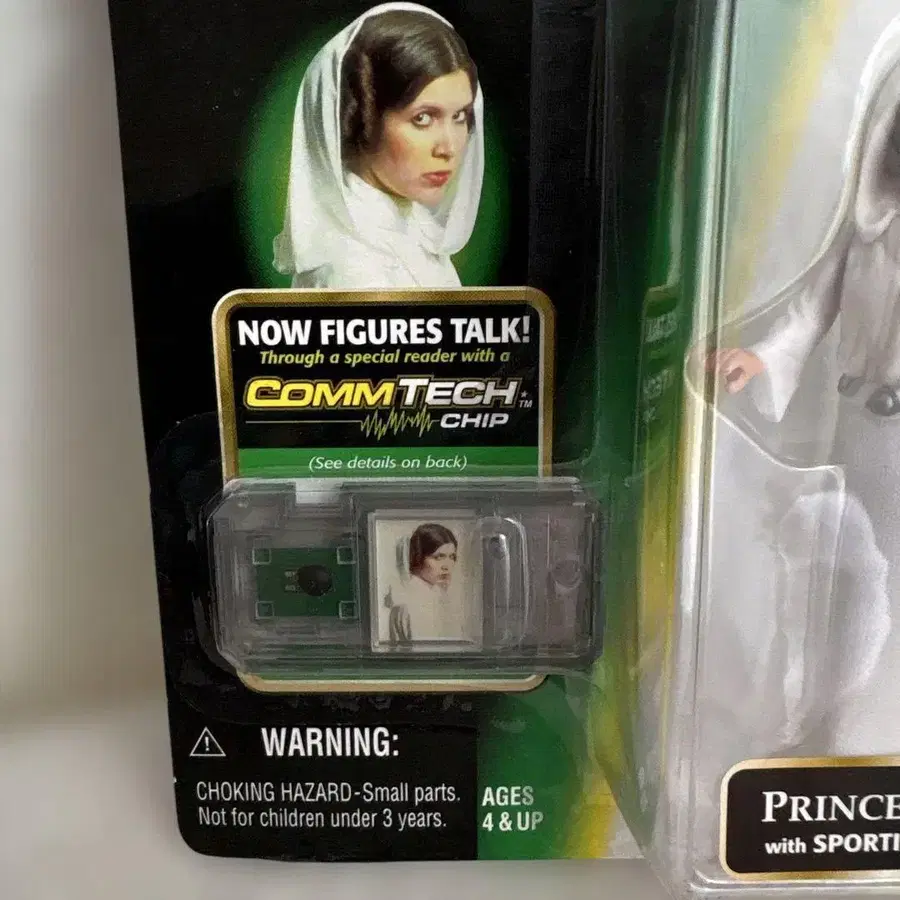 NOW FIGURES TALK!
Through a special reader with a
COMMTECH™
CHIP
(See details on back)
WARNING:
CHOKING HAZARD-Small parts.
Not for children under 3 years.
AGES
4 & UP
PRINCE
with SPORTI